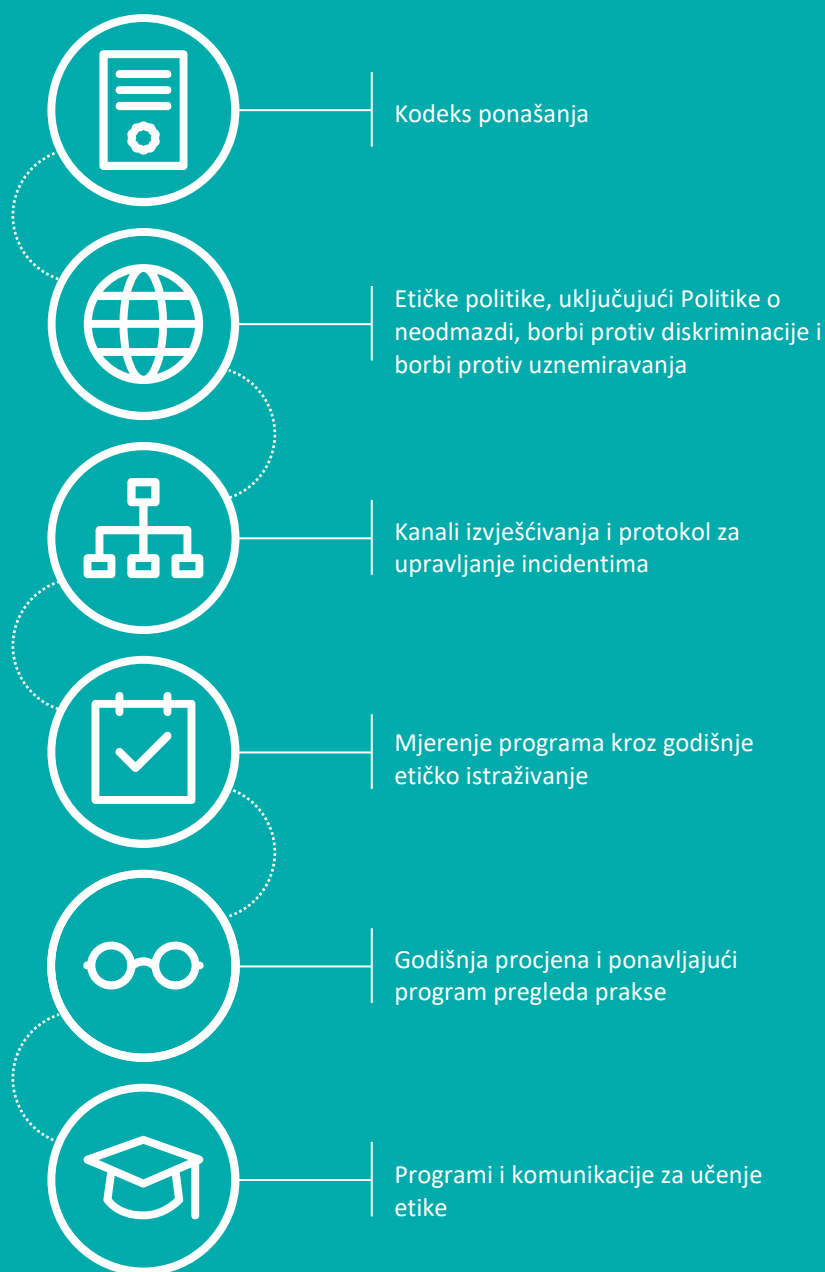 Kodeks ponašanja
Etičke politike, uključujući Politike o
neodmazdi, borbi protiv diskriminacije i
borbi protiv uznemiravanja
Kanali izvješćivanja i protokol za
upravljanje incidentima
Mjerenje programa kroz godišnje
etičko istraživanje
Godišnja procjena i ponavljajući
program pregleda prakse
Programi i komunikacije za učenje
etike